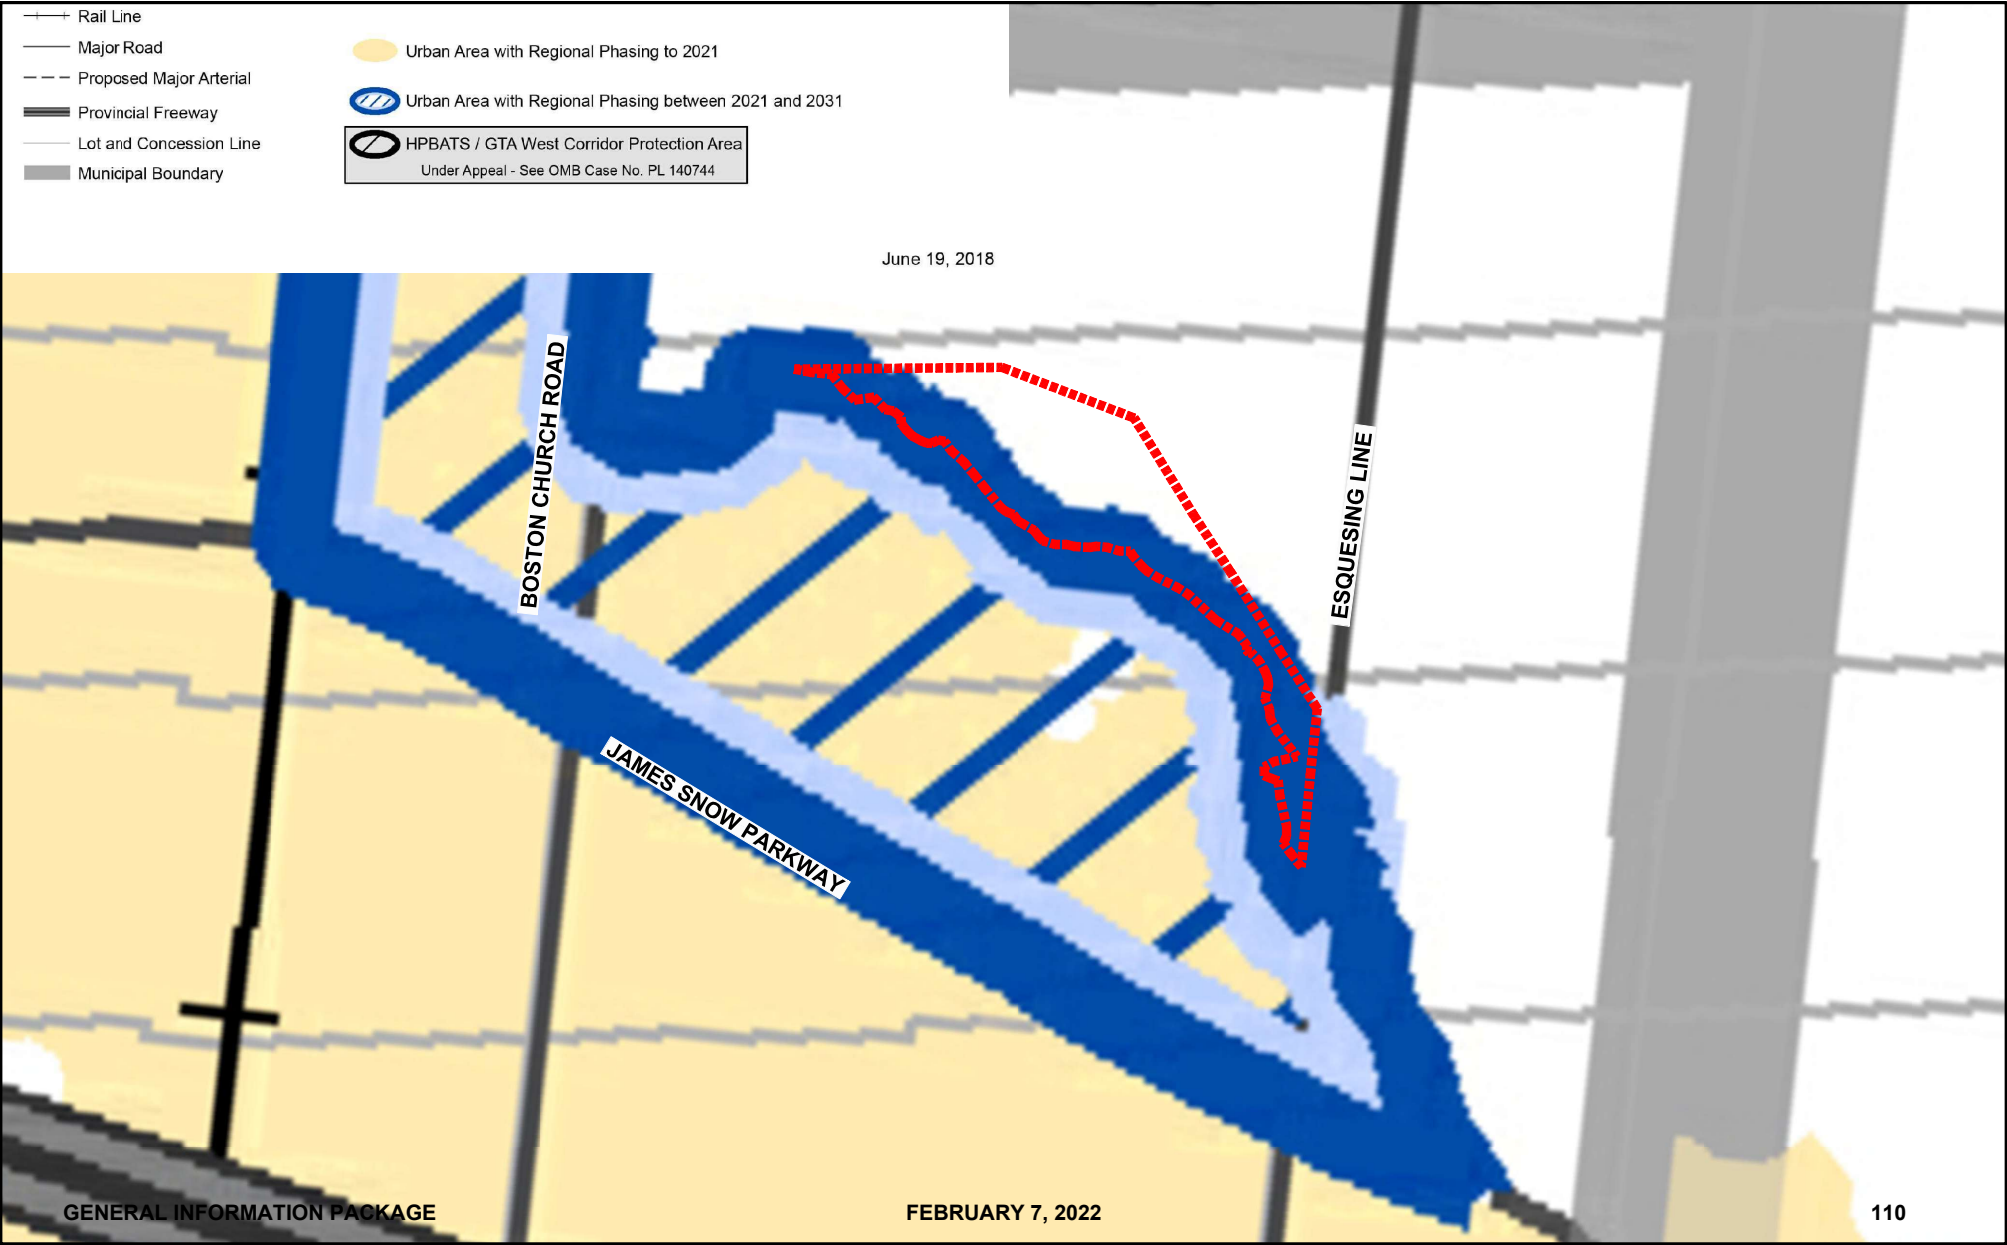 Rail Line
Major Road
Proposed Major Arterial
Provincial Freeway
Lot and Concession Line
Municipal Boundary
Urban Area with Regional Phasing to 2021
Urban Area with Regional Phasing between 2021 and 2031
HPBATS / GTA West Corridor Protection Area
Under Appeal - See OMB Case No. PL 140744
June 19, 2018
BOSTON CHURCH ROAD
ESQUESING LINE
JAMES SNOW PARKWAY
GENERAL INFORMATION PACKAGE
FEBRUARY 7, 2022
110